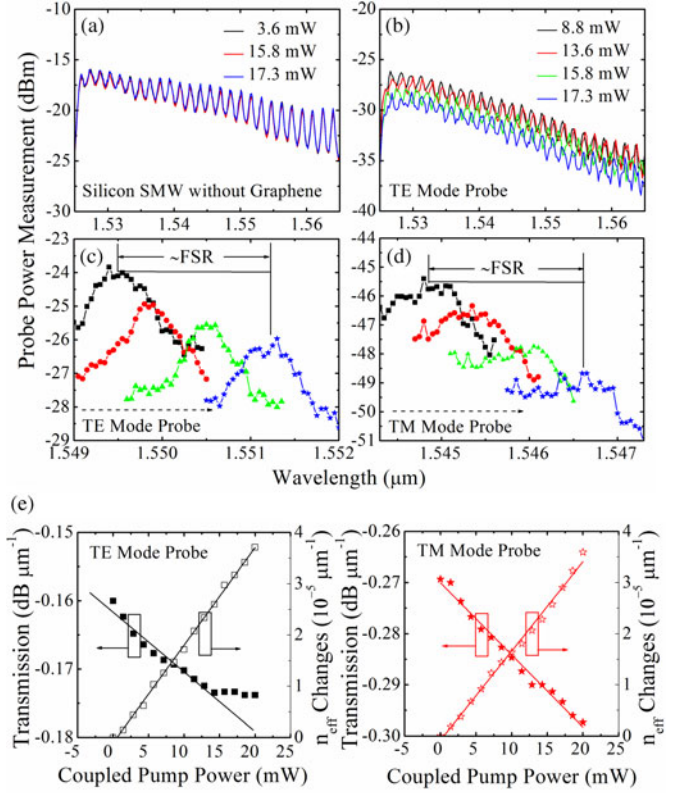 (a)
3.6 mW
15.8 mW
17.3 mW
Silicon SMW without Graphene
-10
-15
-20
-25
-30
1.53
1.54
1.55
1.56
(b)
8.8 mW
13.6 mW
15.8 mW
17.3 mW
TE Mode Probe
-20
-25
-30
-35
-40
1.53
1.54
1.55
1.56
Probe Power Measurement (dBm)
(c)
~FSR
TE Mode Probe
-23
-24
-25
-26
-27
-28
-29
1.549
1.550
1.551
1.552
(d)
~FSR
TM Mode Probe
-44
-45
-46
-47
-48
-49
-50
-51
1.545
1.546
1.547
Wavelength (μm)
(e)
TE Mode Probe
Transmission (dB μm⁻¹)
-0.15
-0.16
-0.17
-0.18
n_eff Changes (10⁻⁵ μm⁻¹)
4
3
2
1
0
-5 0 5 10 15 20 25
Coupled Pump Power (mW)
TM Mode Probe
Transmission (dB μm⁻¹)
-0.26
-0.27
-0.28
-0.29
-0.30
n_eff Changes (10⁻⁵ μm⁻¹)
4
3
2
1
0
-5 0 5 10 15 20 25
Coupled Pump Power (mW)